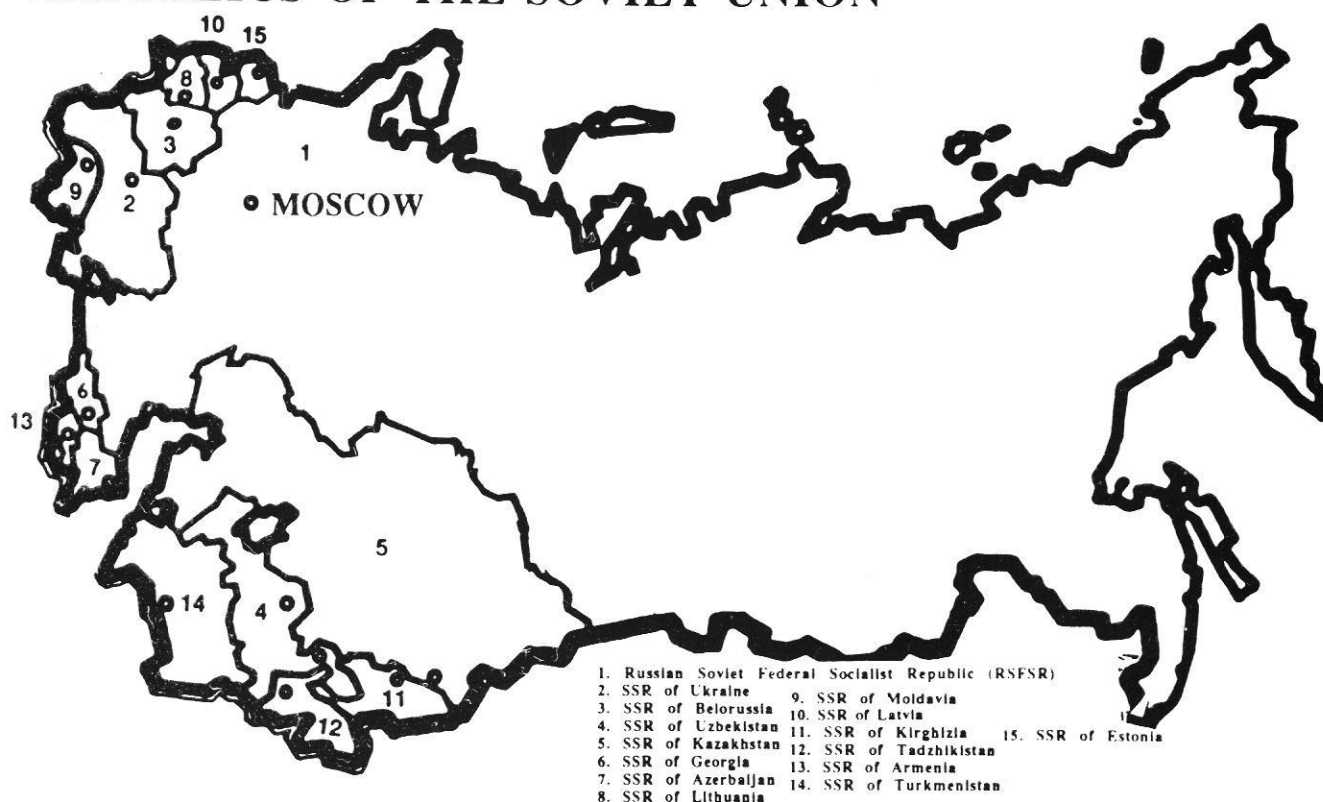 OF THE SOVIET UNION
10
15
8
3
1
9
2
MOSCOW
6
13
7
5
14
4
11
12
1. Russian Soviet Federal Socialist Republic (RSFSR)
2. SSR of Ukraine
3. SSR of Belorussia
4. SSR of Uzbekistan
5. SSR of Kazakhstan
6. SSR of Georgia
7. SSR of Azerbaijan
8. SSR of Lithuania
9. SSR of Moldavia
10. SSR of Latvia
11. SSR of Kirghizia
12. SSR of Tadzhikistan
13. SSR of Armenia
14. SSR of Turkmenistan
15. SSR of Estonia